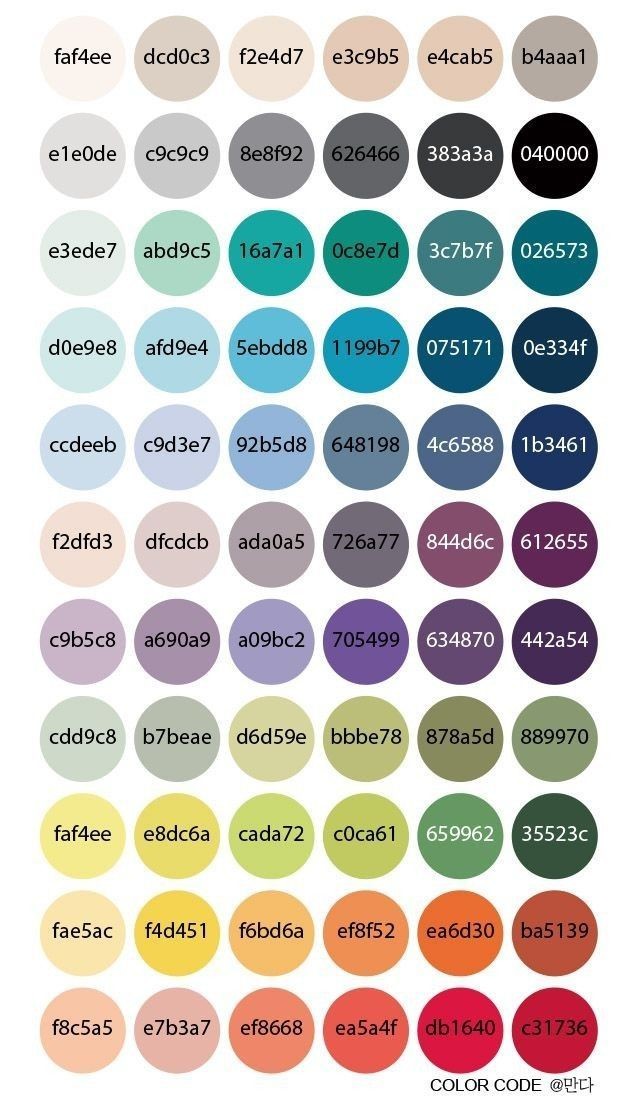 faf4ee dcd0c3 f2e4d7 e3c9b5 e4cab5 b4aaa1
e1e0de c9c9c9 8e8f92 626466 383a3a 040000
e3ede7 abd9c5 16a7a1 0c8e7d 3c7b7f 026573
d0e9e8 afd9e4 5ebdd8 1199b7 075171 0e334f
ccdeeb c9d3e7 92b5d8 648198 4c6588 1b3461
f2dfd3 dfcdcb ada0a5 726a77 844d6c 612655
c9b5c8 a690a9 a09bc2 705499 634870 442a54
cdd9c8 b7beae d6d59e bbbe78 878a5d 889970
faf4ee e8dc6a cada72 c0ca61 659962 35523c
fae5ac f4d451 f6bd6a ef8f52 ea6d30 ba5139
f8c5a5 e7b3a7 ef8668 ea5a4f db1640 c31736
COLOR CODE @만다